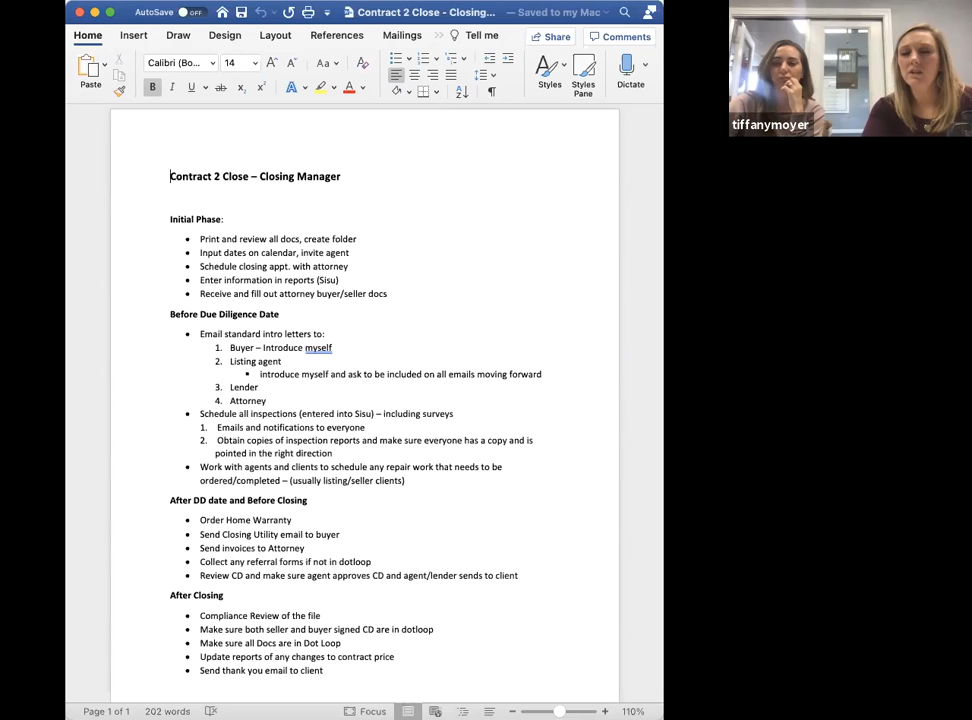 AutoSave OFF Contract 2 Close - Closing... — Saved to my Mac
Home Insert Draw Design Layout References Mailings >> Tell me Share Comments
Calibri (Bo... 14 A A Aa A
Paste B I U ab x₂ x² A A Styles Styles Pane Dictate
Contract 2 Close – Closing Manager
Initial Phase:
• Print and review all docs, create folder
• Input dates on calendar, invite agent
• Schedule closing appt. with attorney
• Enter information in reports (Sisu)
• Receive and fill out attorney buyer/seller docs
Before Due Diligence Date
• Email standard intro letters to:
1. Buyer – Introduce myself
2. Listing agent
▪ introduce myself and ask to be included on all emails moving forward
3. Lender
4. Attorney
• Schedule all inspections (entered into Sisu) – including surveys
1. Emails and notifications to everyone
2. Obtain copies of inspection reports and make sure everyone has a copy and is
pointed in the right direction
• Work with agents and clients to schedule any repair work that needs to be
ordered/completed – (usually listing/seller clients)
After DD date and Before Closing
• Order Home Warranty
• Send Closing Utility email to buyer
• Send invoices to Attorney
• Collect any referral forms if not in dotloop
• Review CD and make sure agent approves CD and agent/lender sends to client
After Closing
• Compliance Review of the file
• Make sure both seller and buyer signed CD are in dotloop
• Make sure all Docs are in Dot Loop
• Update reports of any changes to contract price
• Send thank you email to client
Page 1 of 1 202 words Focus 110%
tiffanymoyer